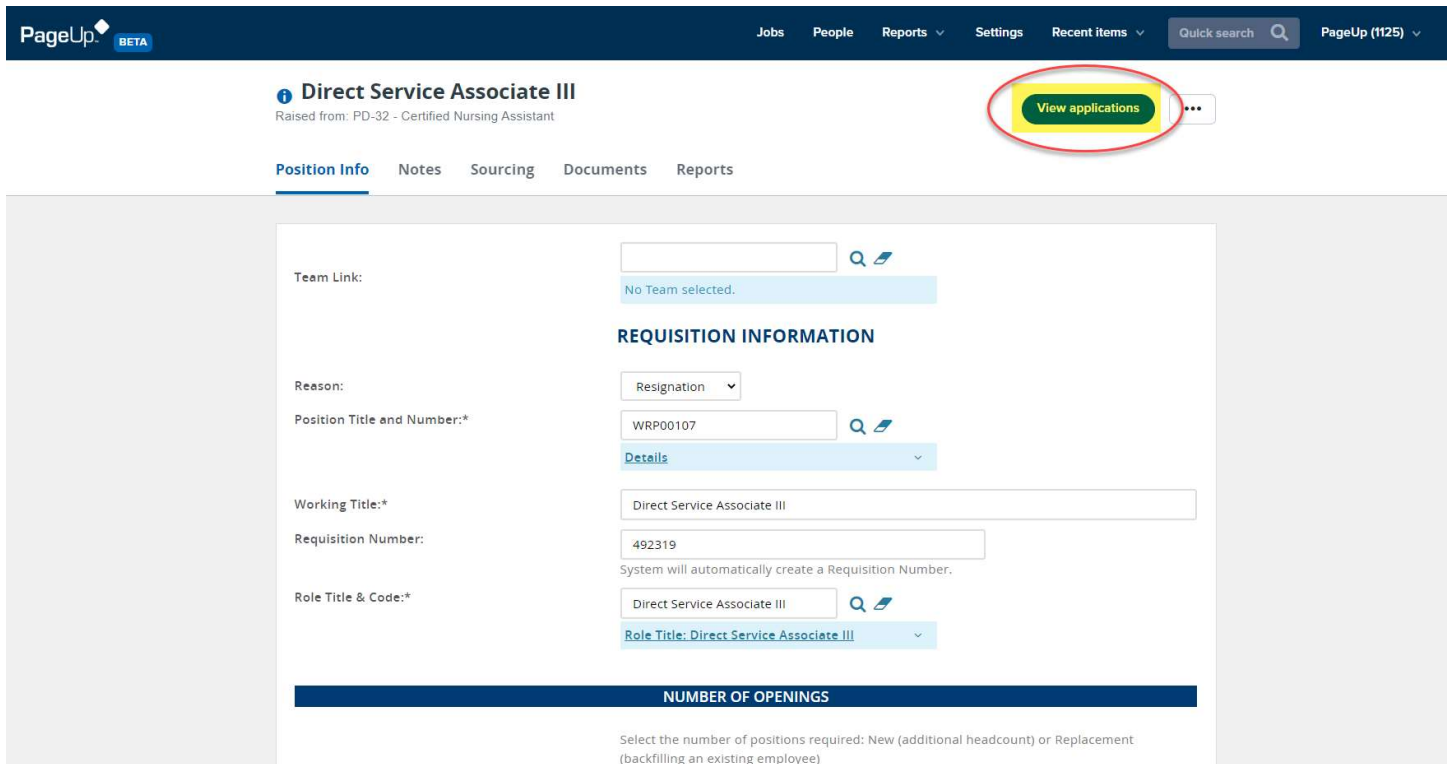 PageUp BETA
Jobs People Reports Settings Recent items Quick search PageUp (1125)
Direct Service Associate III
View applications
Raised from: PD-32 - Certified Nursing Assistant
Position Info Notes Sourcing Documents Reports
Team Link:
No Team selected.
REQUISITION INFORMATION
Reason: Resignation
Position Title and Number:* WRP00107
Details
Working Title:* Direct Service Associate III
Requisition Number: 492319
System will automatically create a Requisition Number.
Role Title & Code:* Direct Service Associate III
Role Title: Direct Service Associate III
NUMBER OF OPENINGS
Select the number of positions required: New (additional headcount) or Replacement
(backfilling an existing employee)